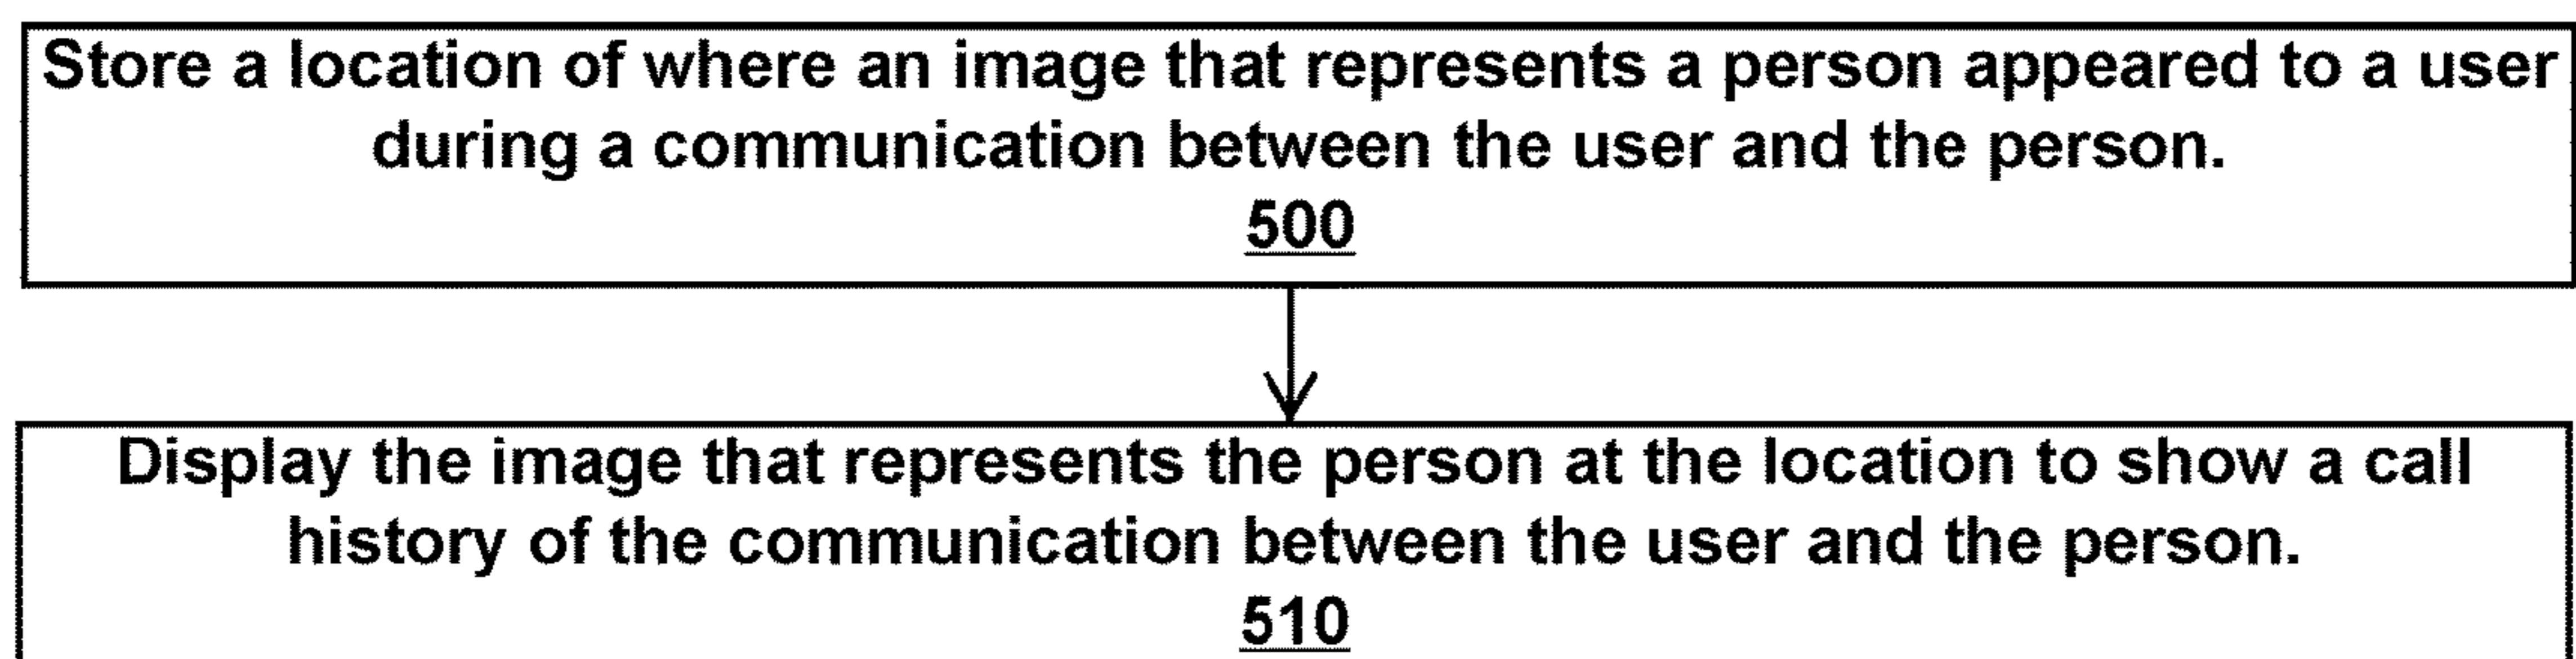 Store a location of where an image that represents a person appeared to a user
during a communication between the user and the person.
500
Display the image that represents the person at the location to show a call
history of the communication between the user and the person.
510